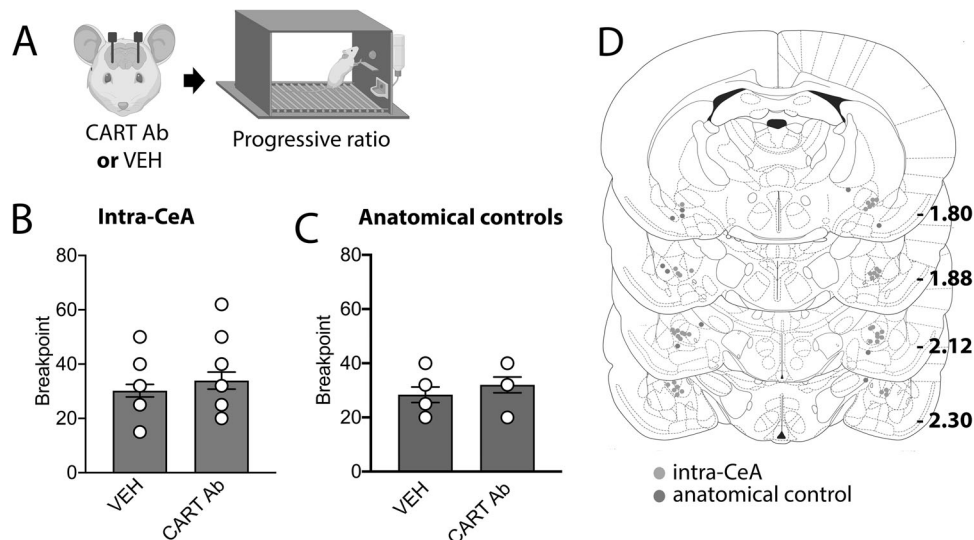 A
CART Ab
or VEH
Progressive ratio
B
Intra-CeA
Breakpoint
80
60
40
20
0
VEH
CART Ab
C
Anatomical controls
Breakpoint
80
60
40
20
0
VEH
CART Ab
D
- 1.80
- 1.88
- 2.12
- 2.30
intra-CeA
anatomical control